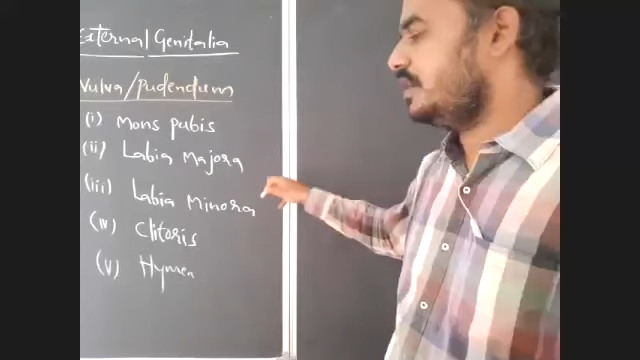 External Genitalia
Vulva/pudendum
(i) Mons pubis
(ii) Labia Majora
(iii) Labia Minora
(iv) Clitoris
(v) Hymen